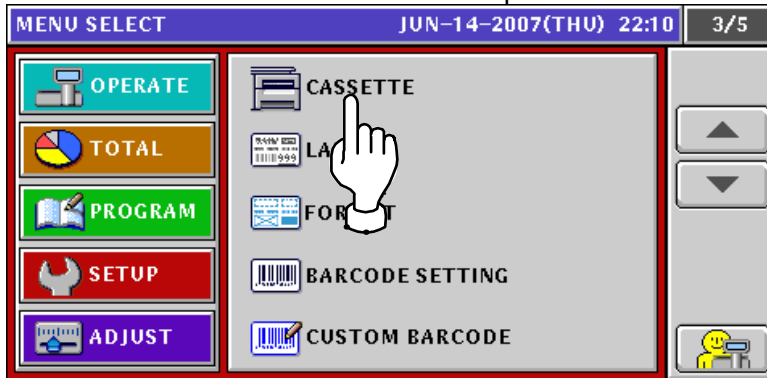 MENU SELECT JUN-14-2007(THU) 22:10 3/5
OPERATE
TOTAL
PROGRAM
SETUP
ADJUST
CASSETTE
BARCODE SETTING
CUSTOM BARCODE